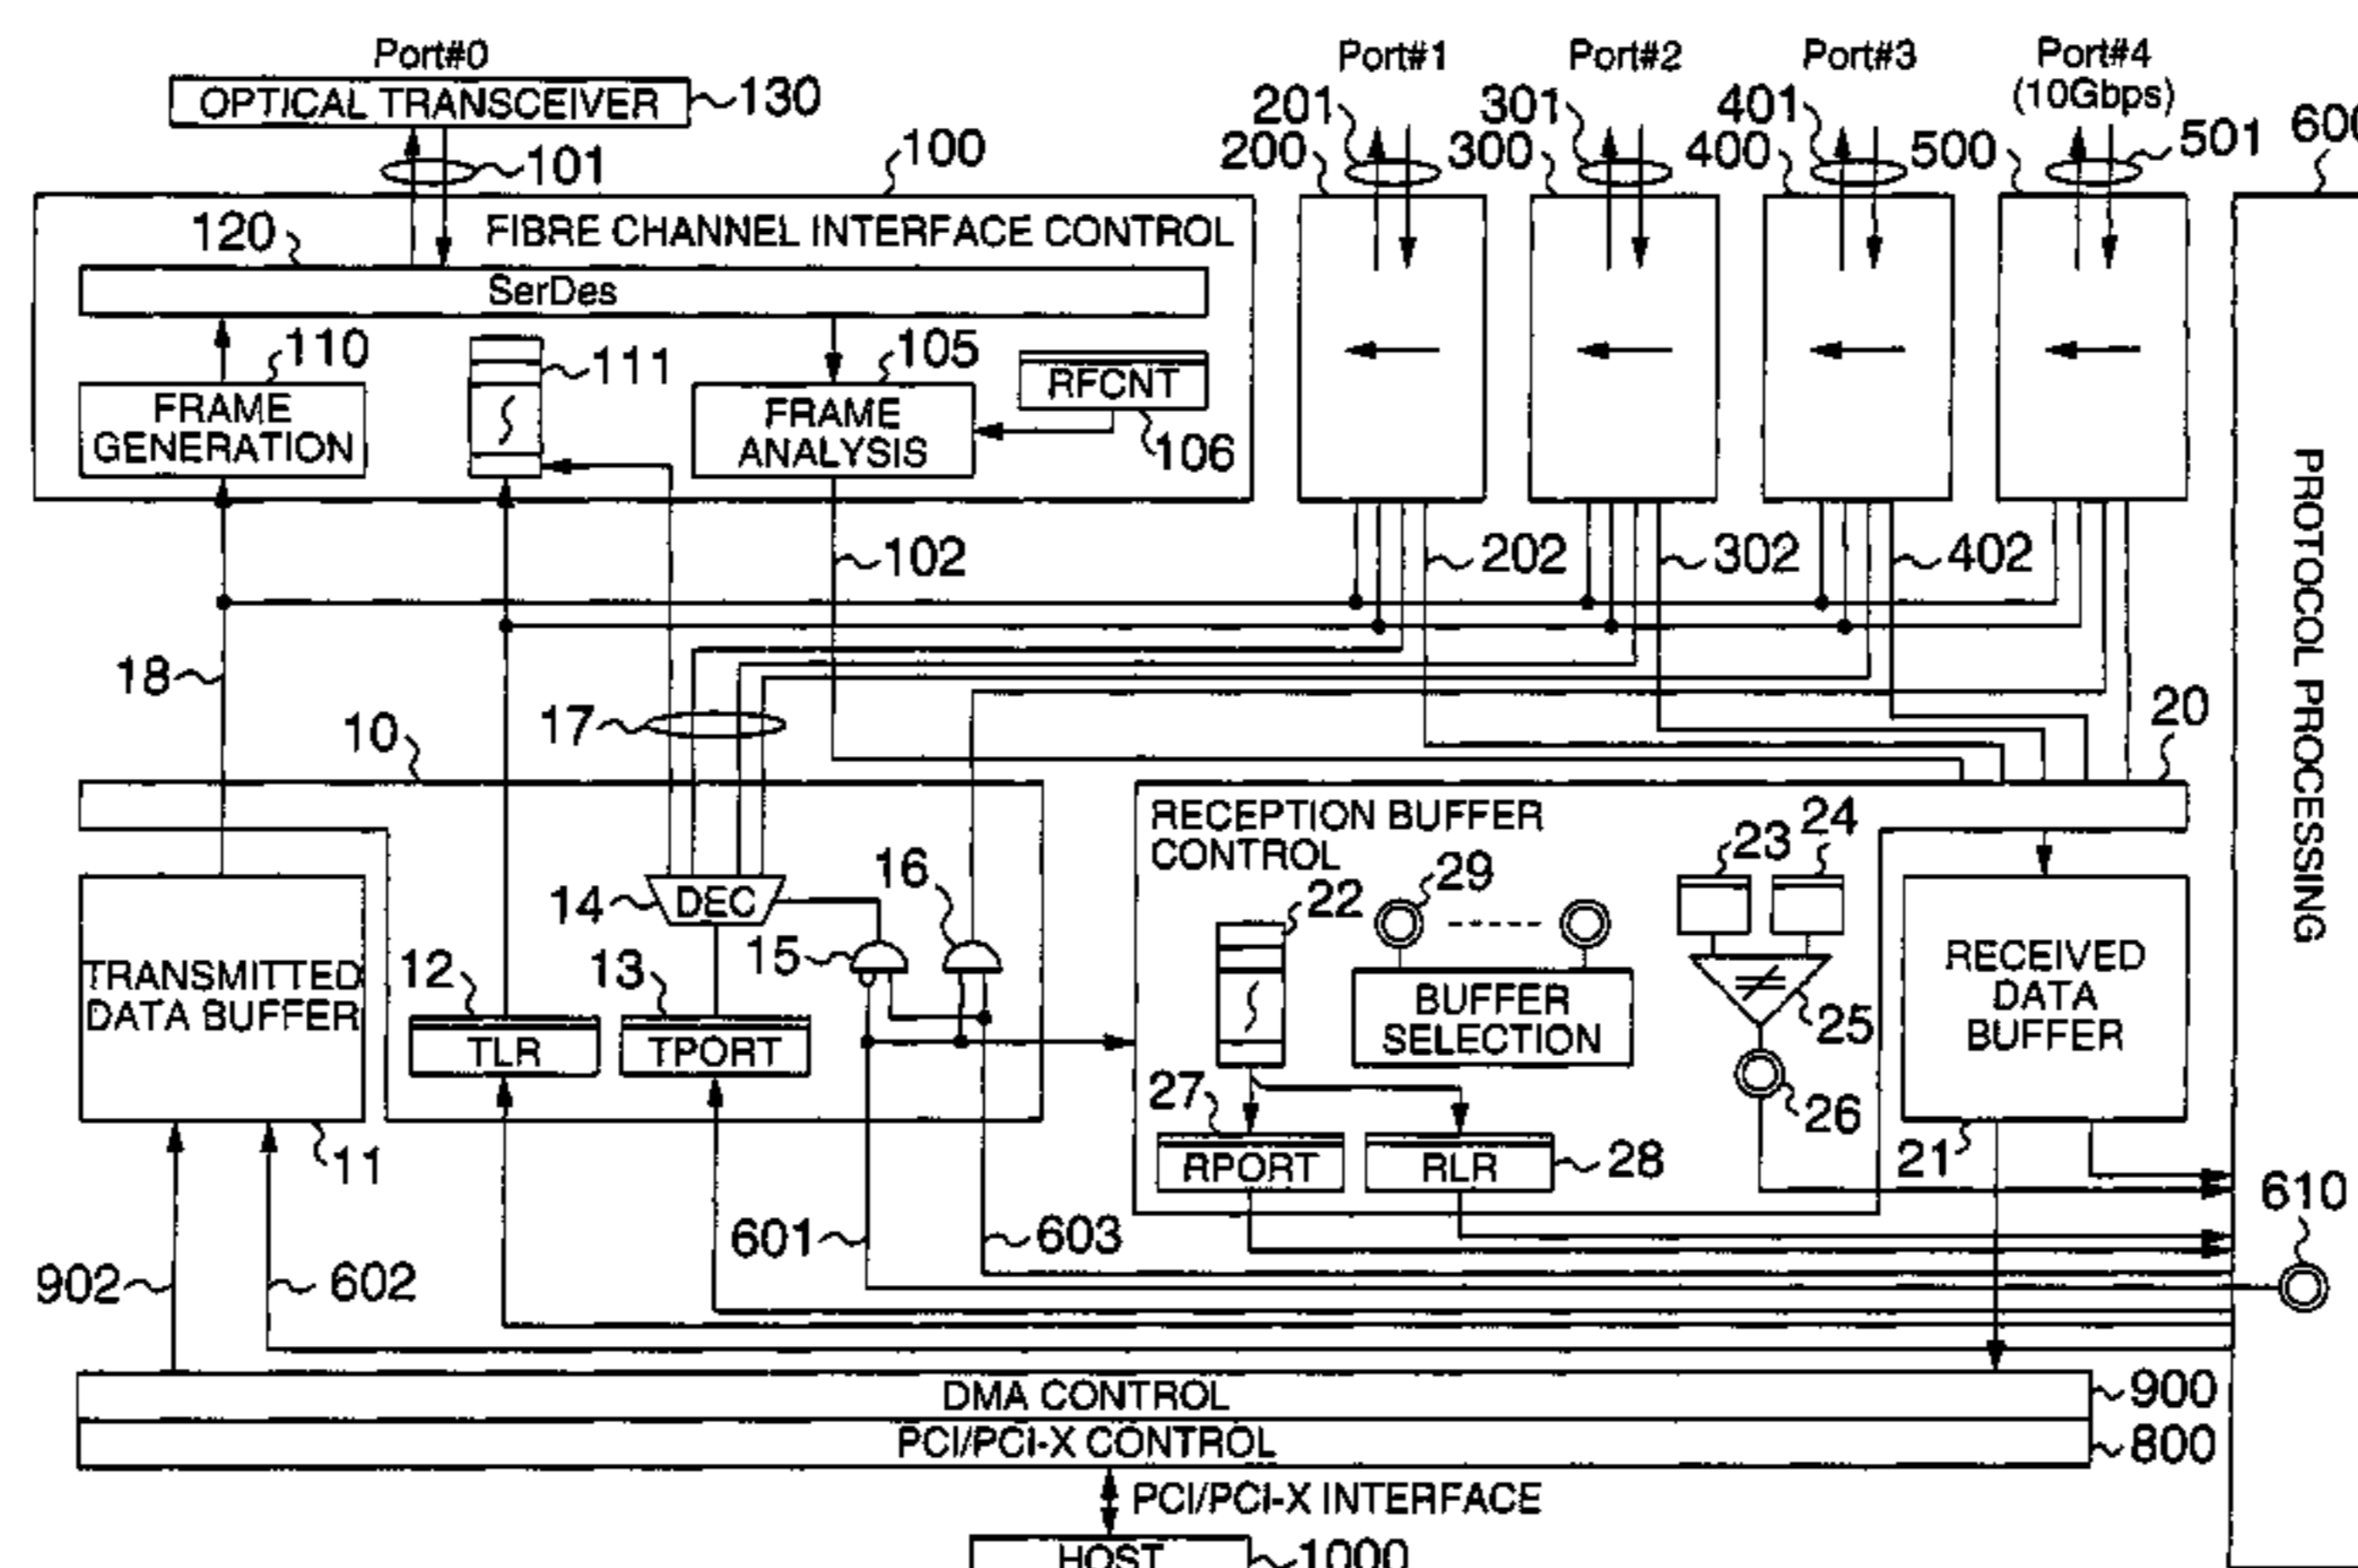 Port#0
Port#1
Port#2
Port#3
Port#4
(10Gbps)
OPTICAL TRANSCEIVER
130
201
301
401
501
101
100
200
300
400
500
120
FIBRE CHANNEL INTERFACE CONTROL
SerDes
110
111
105
RFCNT
106
FRAME
GENERATION
FRAME
ANALYSIS
PROTOCOL PROCESSING
102
202
302
402
18
17
10
20
RECEPTION BUFFER
CONTROL
23
24
16
29
22
14
DEC
15
TRANSMITTED
DATA BUFFER
12
13
TLR
TPORT
BUFFER
SELECTION
25
RECEIVED
DATA
BUFFER
26
27
RPORT
RLR
28
21
11
610
601
603
902
602
DMA CONTROL
900
PCI/PCI-X CONTROL
800
PCI/PCI-X INTERFACE
HOST
1000